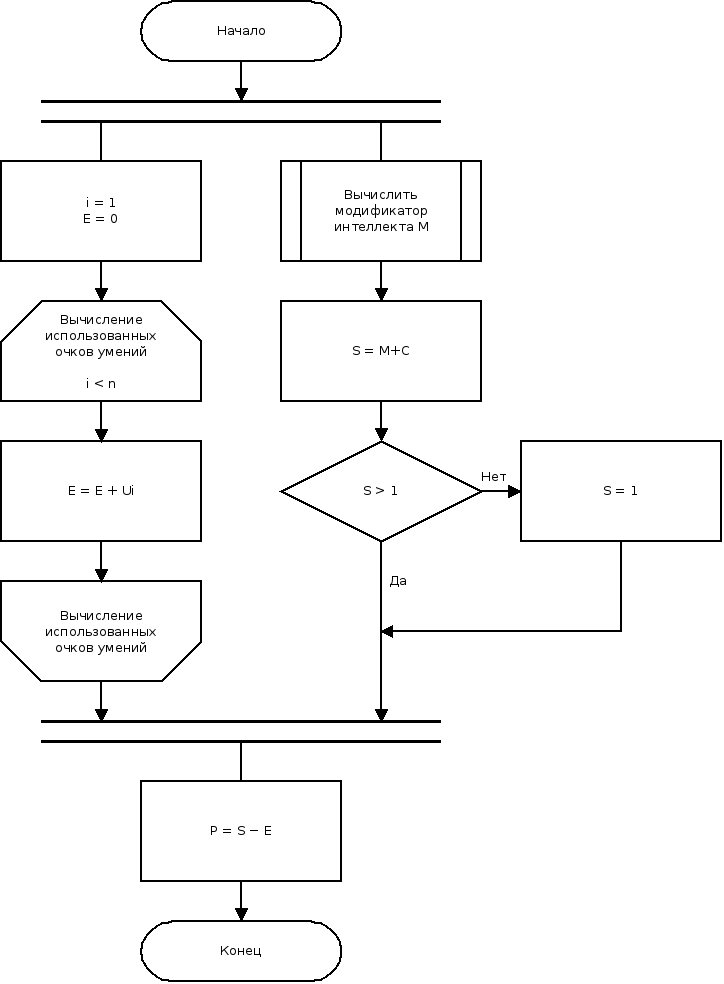 Начало
i = 1
E = 0
Вычислить
модификатор
интеллекта M
Вычисление
использованных
очков умений
i < n
S = M+C
E = E + Ui
S > 1
Нет
S = 1
Да
Вычисление
использованных
очков умений
P = S − E
Конец